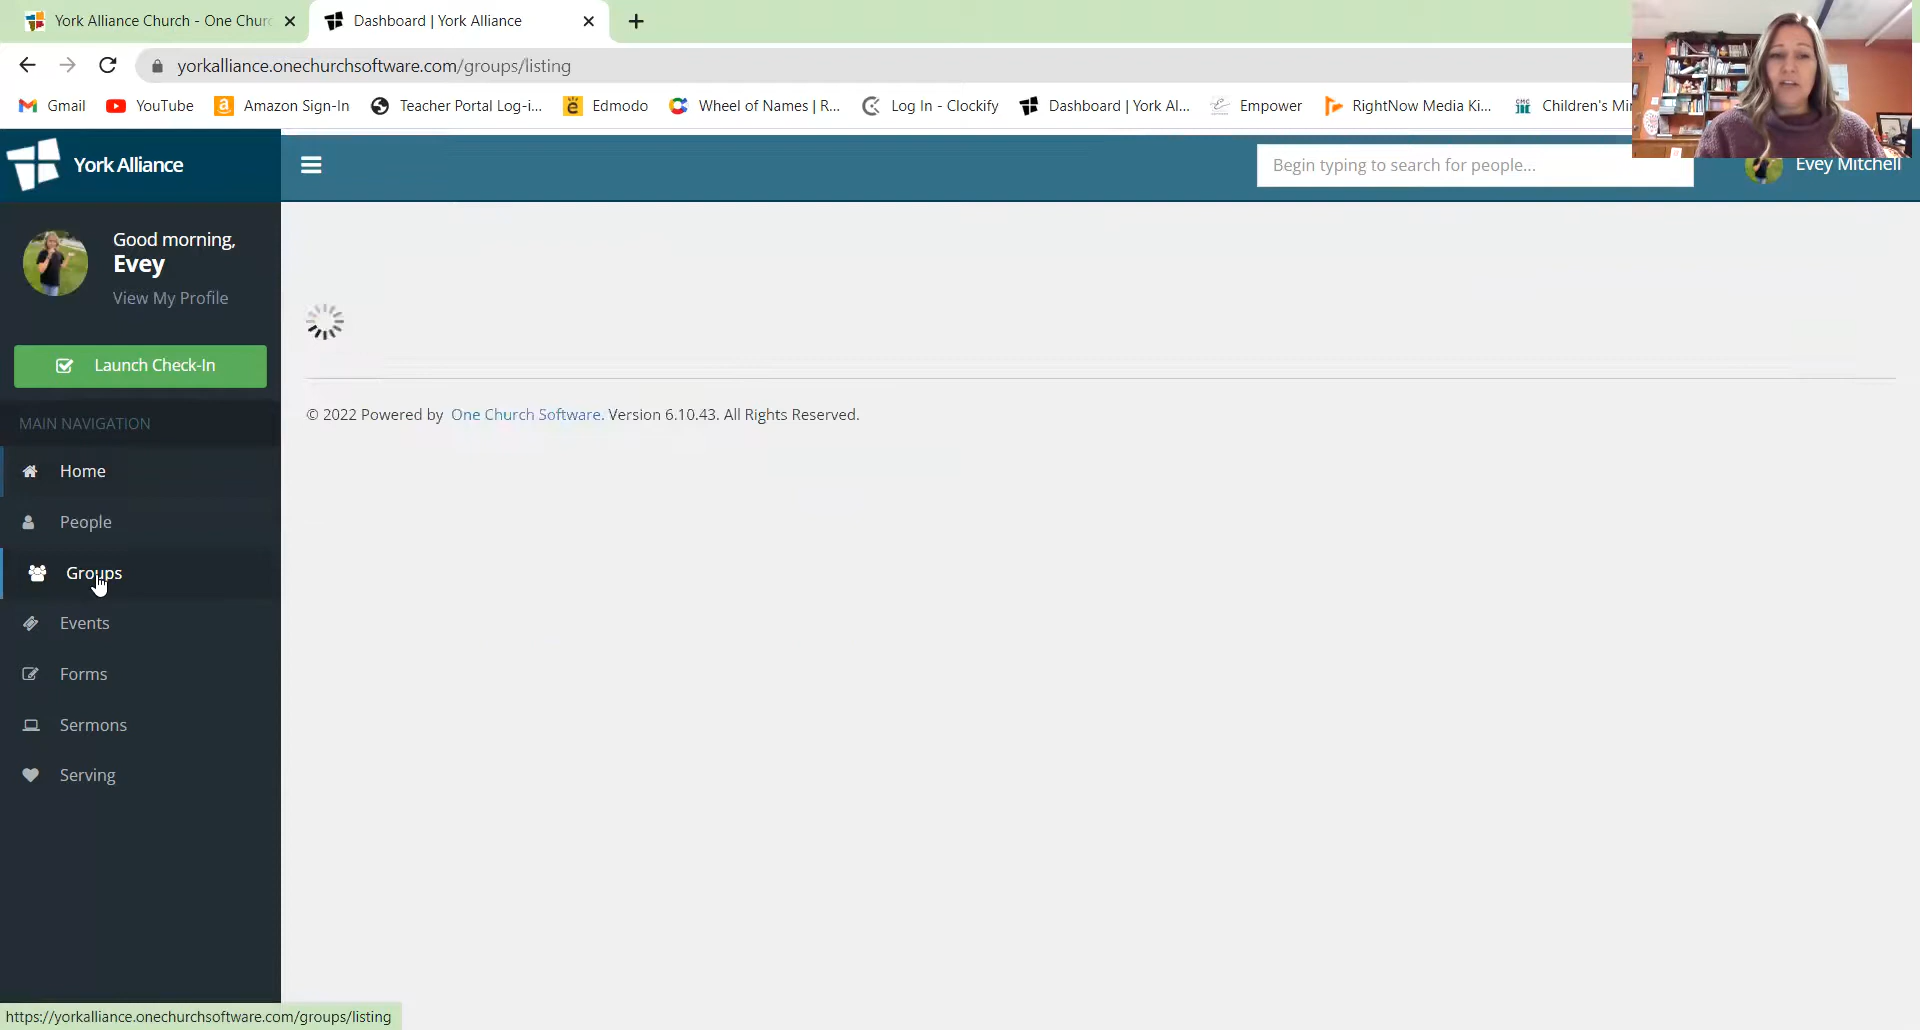 York Alliance Church - One Churc
Dashboard | York Alliance
yorkalliance.onechurchsoftware.com/groups/listing
Gmail YouTube Amazon Sign-In Teacher Portal Log-i... Edmodo Wheel of Names | R... Log In - Clockify Dashboard | York Al... Empower RightNow Media Ki... Children's Mi
York Alliance
Begin typing to search for people...
Evey Mitchell
Good morning,
Evey
View My Profile
Launch Check-In
MAIN NAVIGATION
Home
People
Groups
Events
Forms
Sermons
Serving
© 2022 Powered by One Church Software. Version 6.10.43. All Rights Reserved.
https://yorkalliance.onechurchsoftware.com/groups/listing